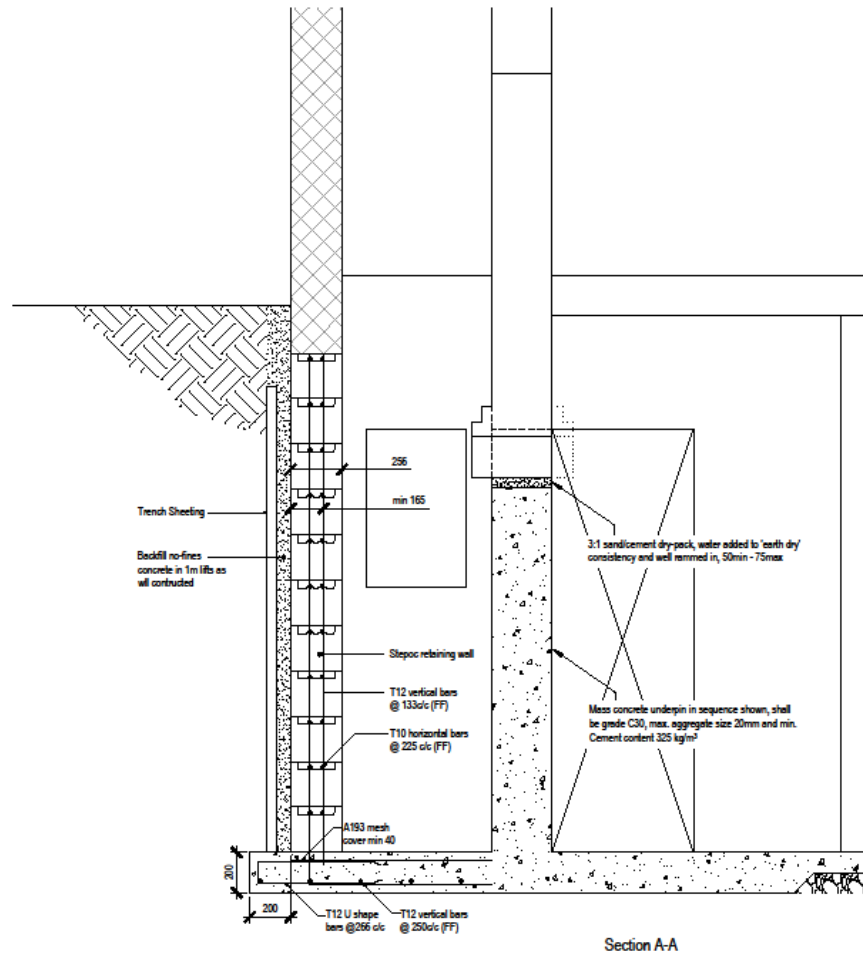 256
min 165
Trench Sheeting
3:1 sand/cement dry-pack, water added to 'earth dry'
consistency and well rammed in, 50min - 75max
Backfill no-fines
concrete in 1m lifts as
wll contructed
Stepoc retaining wall
T12 vertical bars
@ 133c/c (FF)
Mass concrete underpin in sequence shown, shall
be grade C30, max. aggregate size 20mm and min.
Cement content 325 kg/m³
T10 horizontal bars
@ 225 c/c (FF)
A193 mesh
cover min 40
200
200
T12 U shape
bars @266 c/c
T12 vertical bars
@ 250c/c (FF)
Section A-A